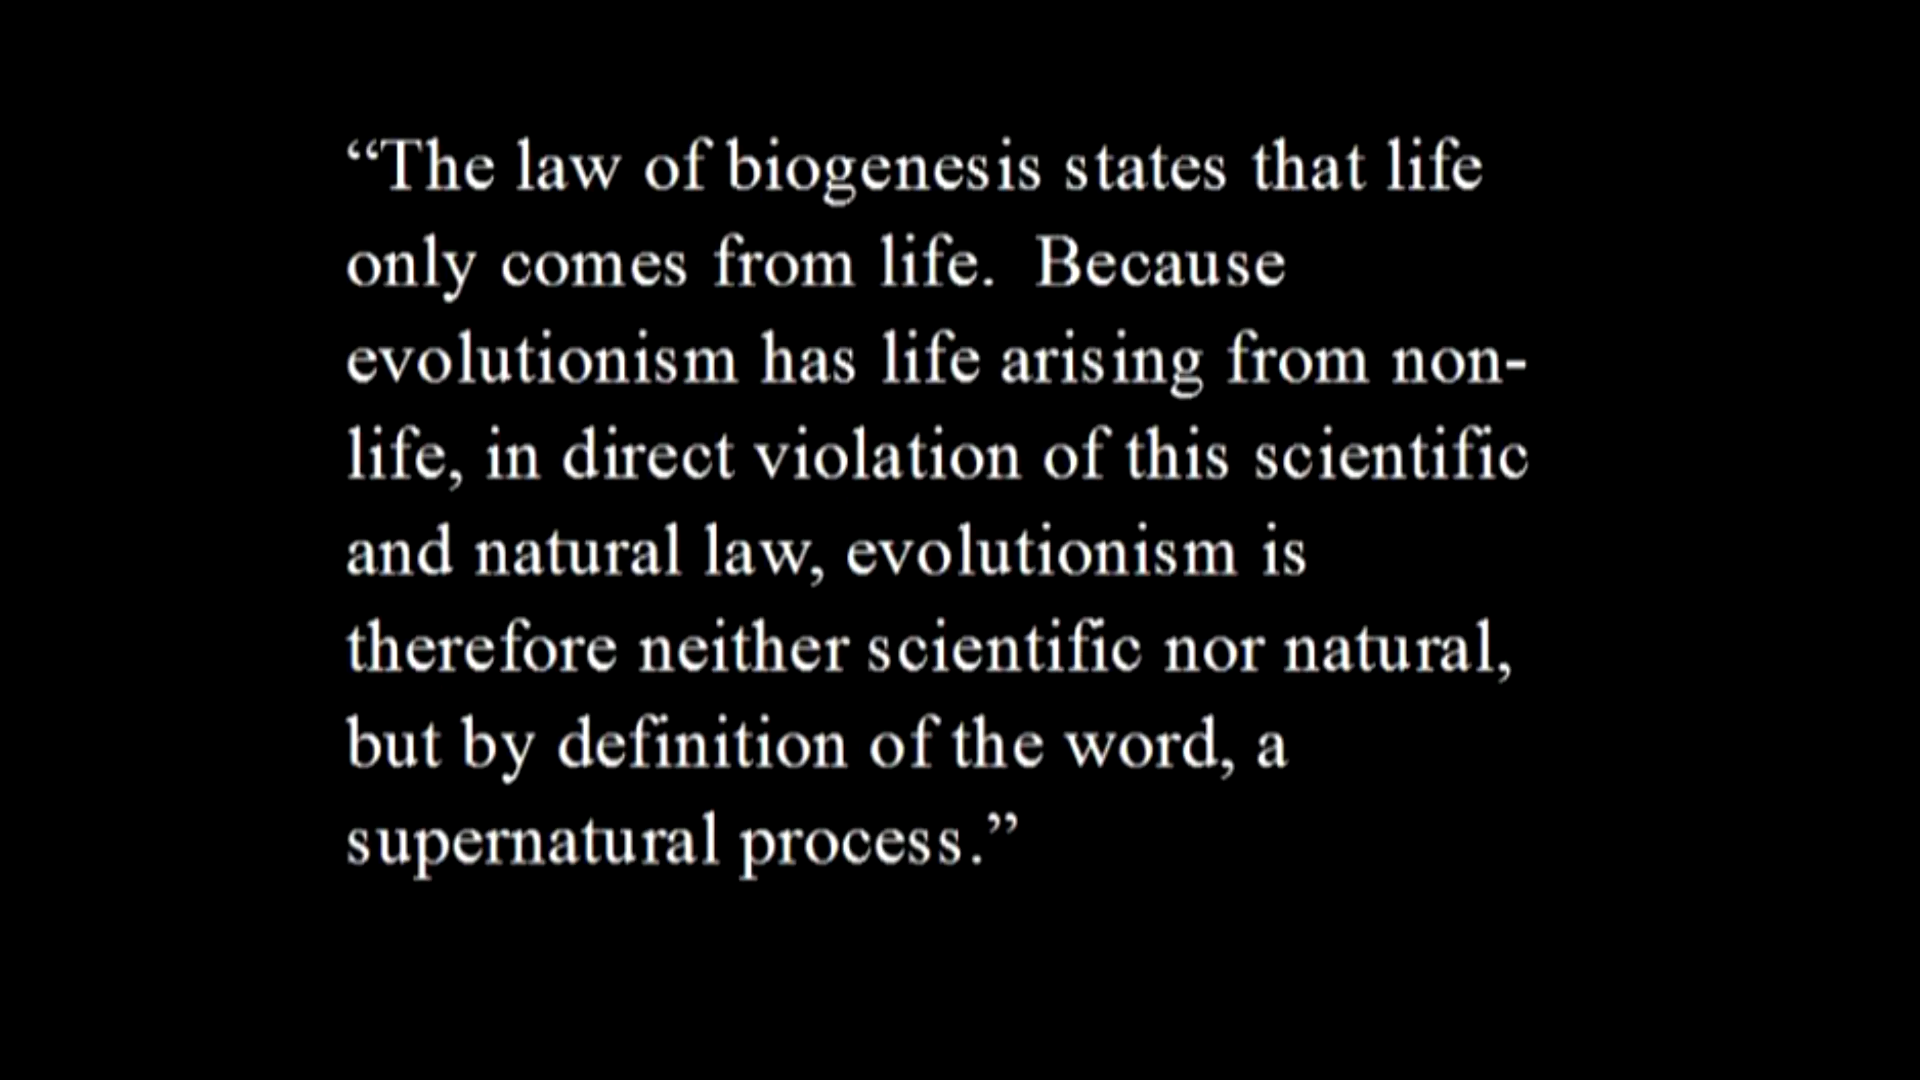 “The law of biogenesis states that life
only comes from life.  Because
evolutionism has life arising from non-
life, in direct violation of this scientific
and natural law, evolutionism is
therefore neither scientific nor natural,
but by definition of the word, a
supernatural process.”